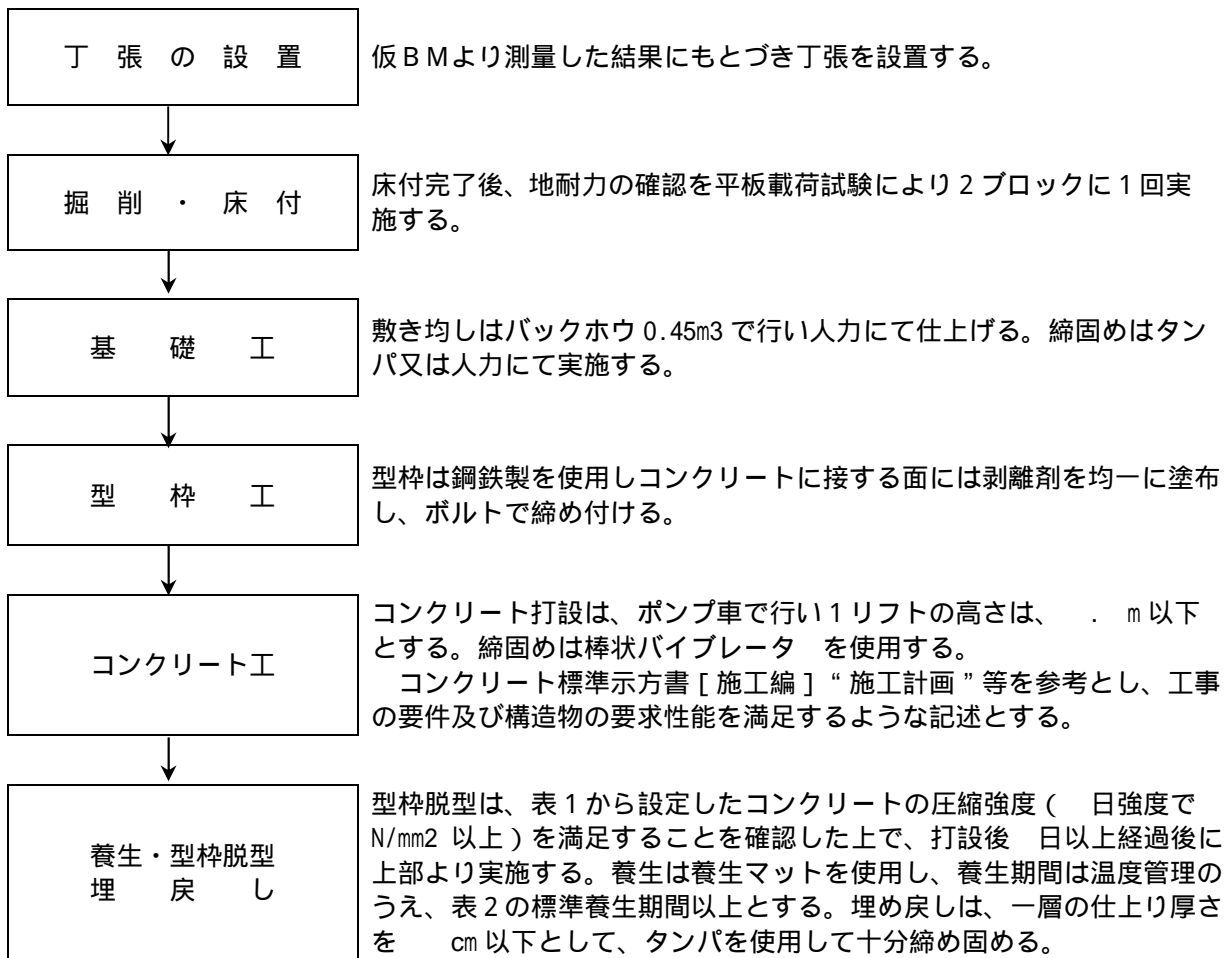 丁　張　の　設　置
仮ＢＭより測量した結果にもとづき丁張を設置する。
掘　削　・　床　付
床付完了後、地耐力の確認を平板載荷試験により２ブロックに１回実
施する。
基　礎　工
敷き均しはバックホウ 0.45m3 で行い人力にて仕上げる。締固めはタン
パ又は人力にて実施する。
型　枠　工
型枠は鋼鉄製を使用しコンクリートに接する面には剥離剤を均一に塗布
し、ボルトで締め付ける。
コンクリート工
コンクリート打設は、ポンプ車で行い１リフトの高さは、　．　ｍ以下
とする。締固めは棒状バイブレータ　を使用する。
　コンクリート標準示方書［施工編］“施工計画”等を参考とし、工事
の要件及び構造物の要求性能を満足するような記述とする。
養生・型枠脱型
埋　戻　し
型枠脱型は、表１から設定したコンクリートの圧縮強度（　日強度で
N/mm2 以上）を満足することを確認した上で、打設後　日以上経過後に
上部より実施する。養生は養生マットを使用し、養生期間は温度管理の
うえ、表２の標準養生期間以上とする。埋め戻しは、一層の仕上り厚さ
を　　cm 以下として、タンパを使用して十分締め固める。